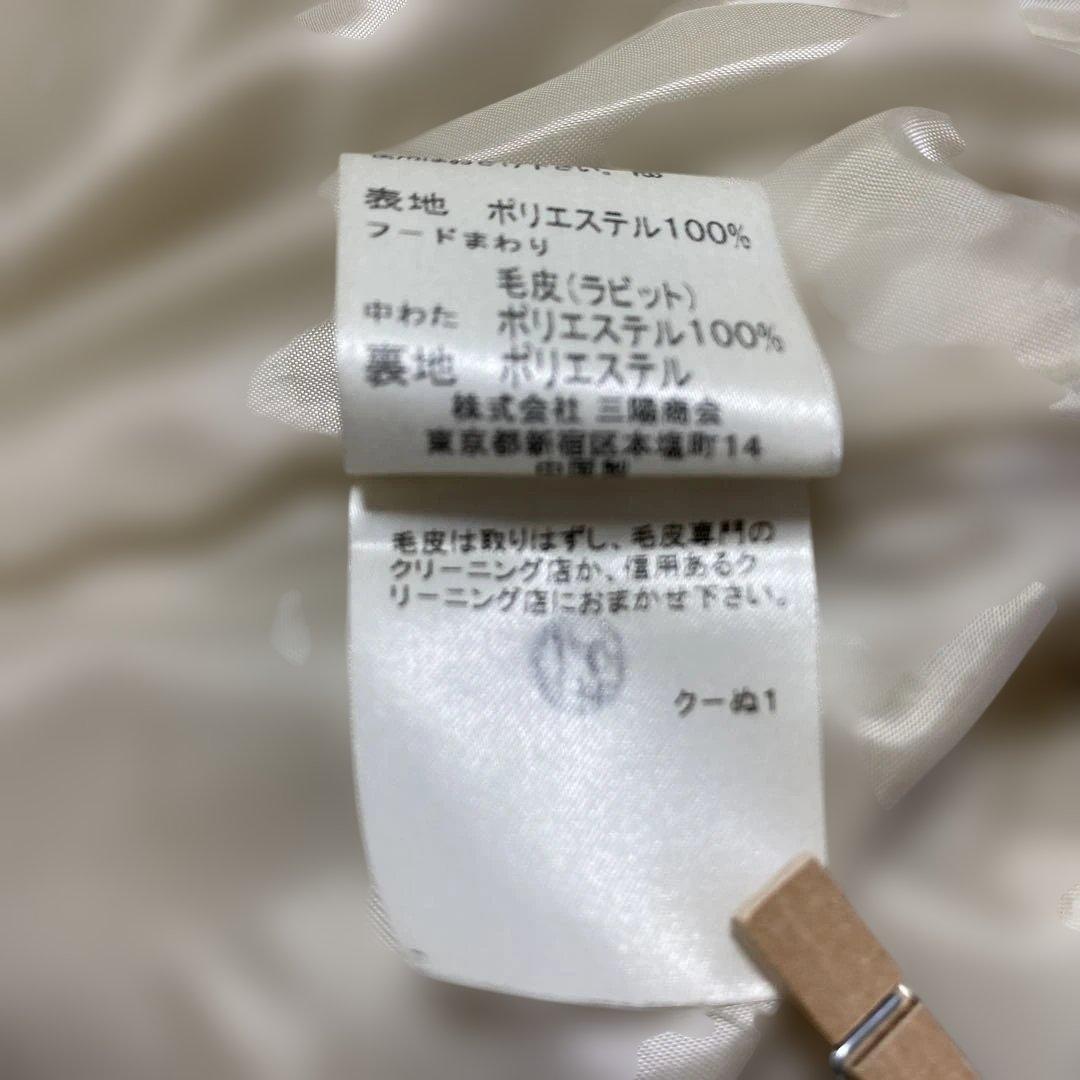 表地 ポリエステル100%
フードまわり
毛皮(ラビット)
中わた ポリエステル100%
裏地 ポリエステル
株式会社 三陽商会
東京都新宿区本塩町14
中国製
毛皮は取りはずし、毛皮専門の
クリーニング店か、信用あるク
リーニング店におまかせ下さい。
クーぬ1